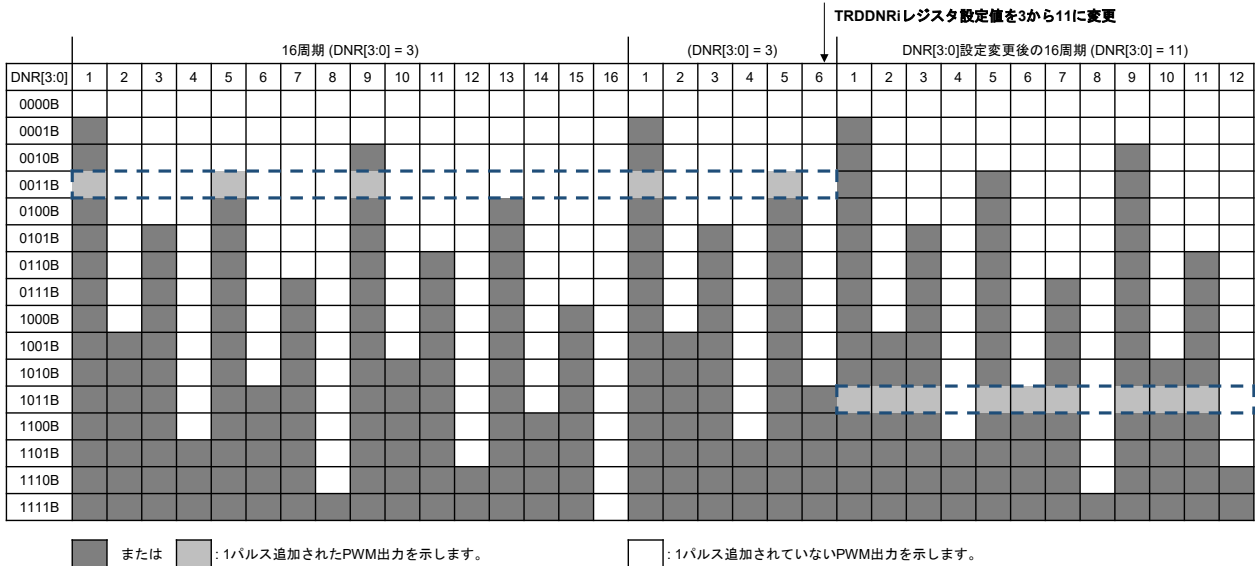 TRDDNRiレジスタ設定値を3から11に変更
16周期 (DNR[3:0] = 3) (DNR[3:0] = 3) DNR[3:0]設定変更後の16周期 (DNR[3:0] = 11)
DNR[3:0] 1 2 3 4 5 6 7 8 9 10 11 12 13 14 15 16 1 2 3 4 5 6 1 2 3 4 5 6 7 8 9 10 11 12
0000B
0001B
0010B
0011B
0100B
0101B
0110B
0111B
1000B
1001B
1010B
1011B
1100B
1101B
1110B
1111B
または : 1パルス追加されたPWM出力を示します。 : 1パルス追加されていないPWM出力を示します。